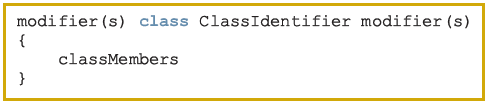 modifier(s) class ClassIdentifier modifier(s)
{
    classMembers
}